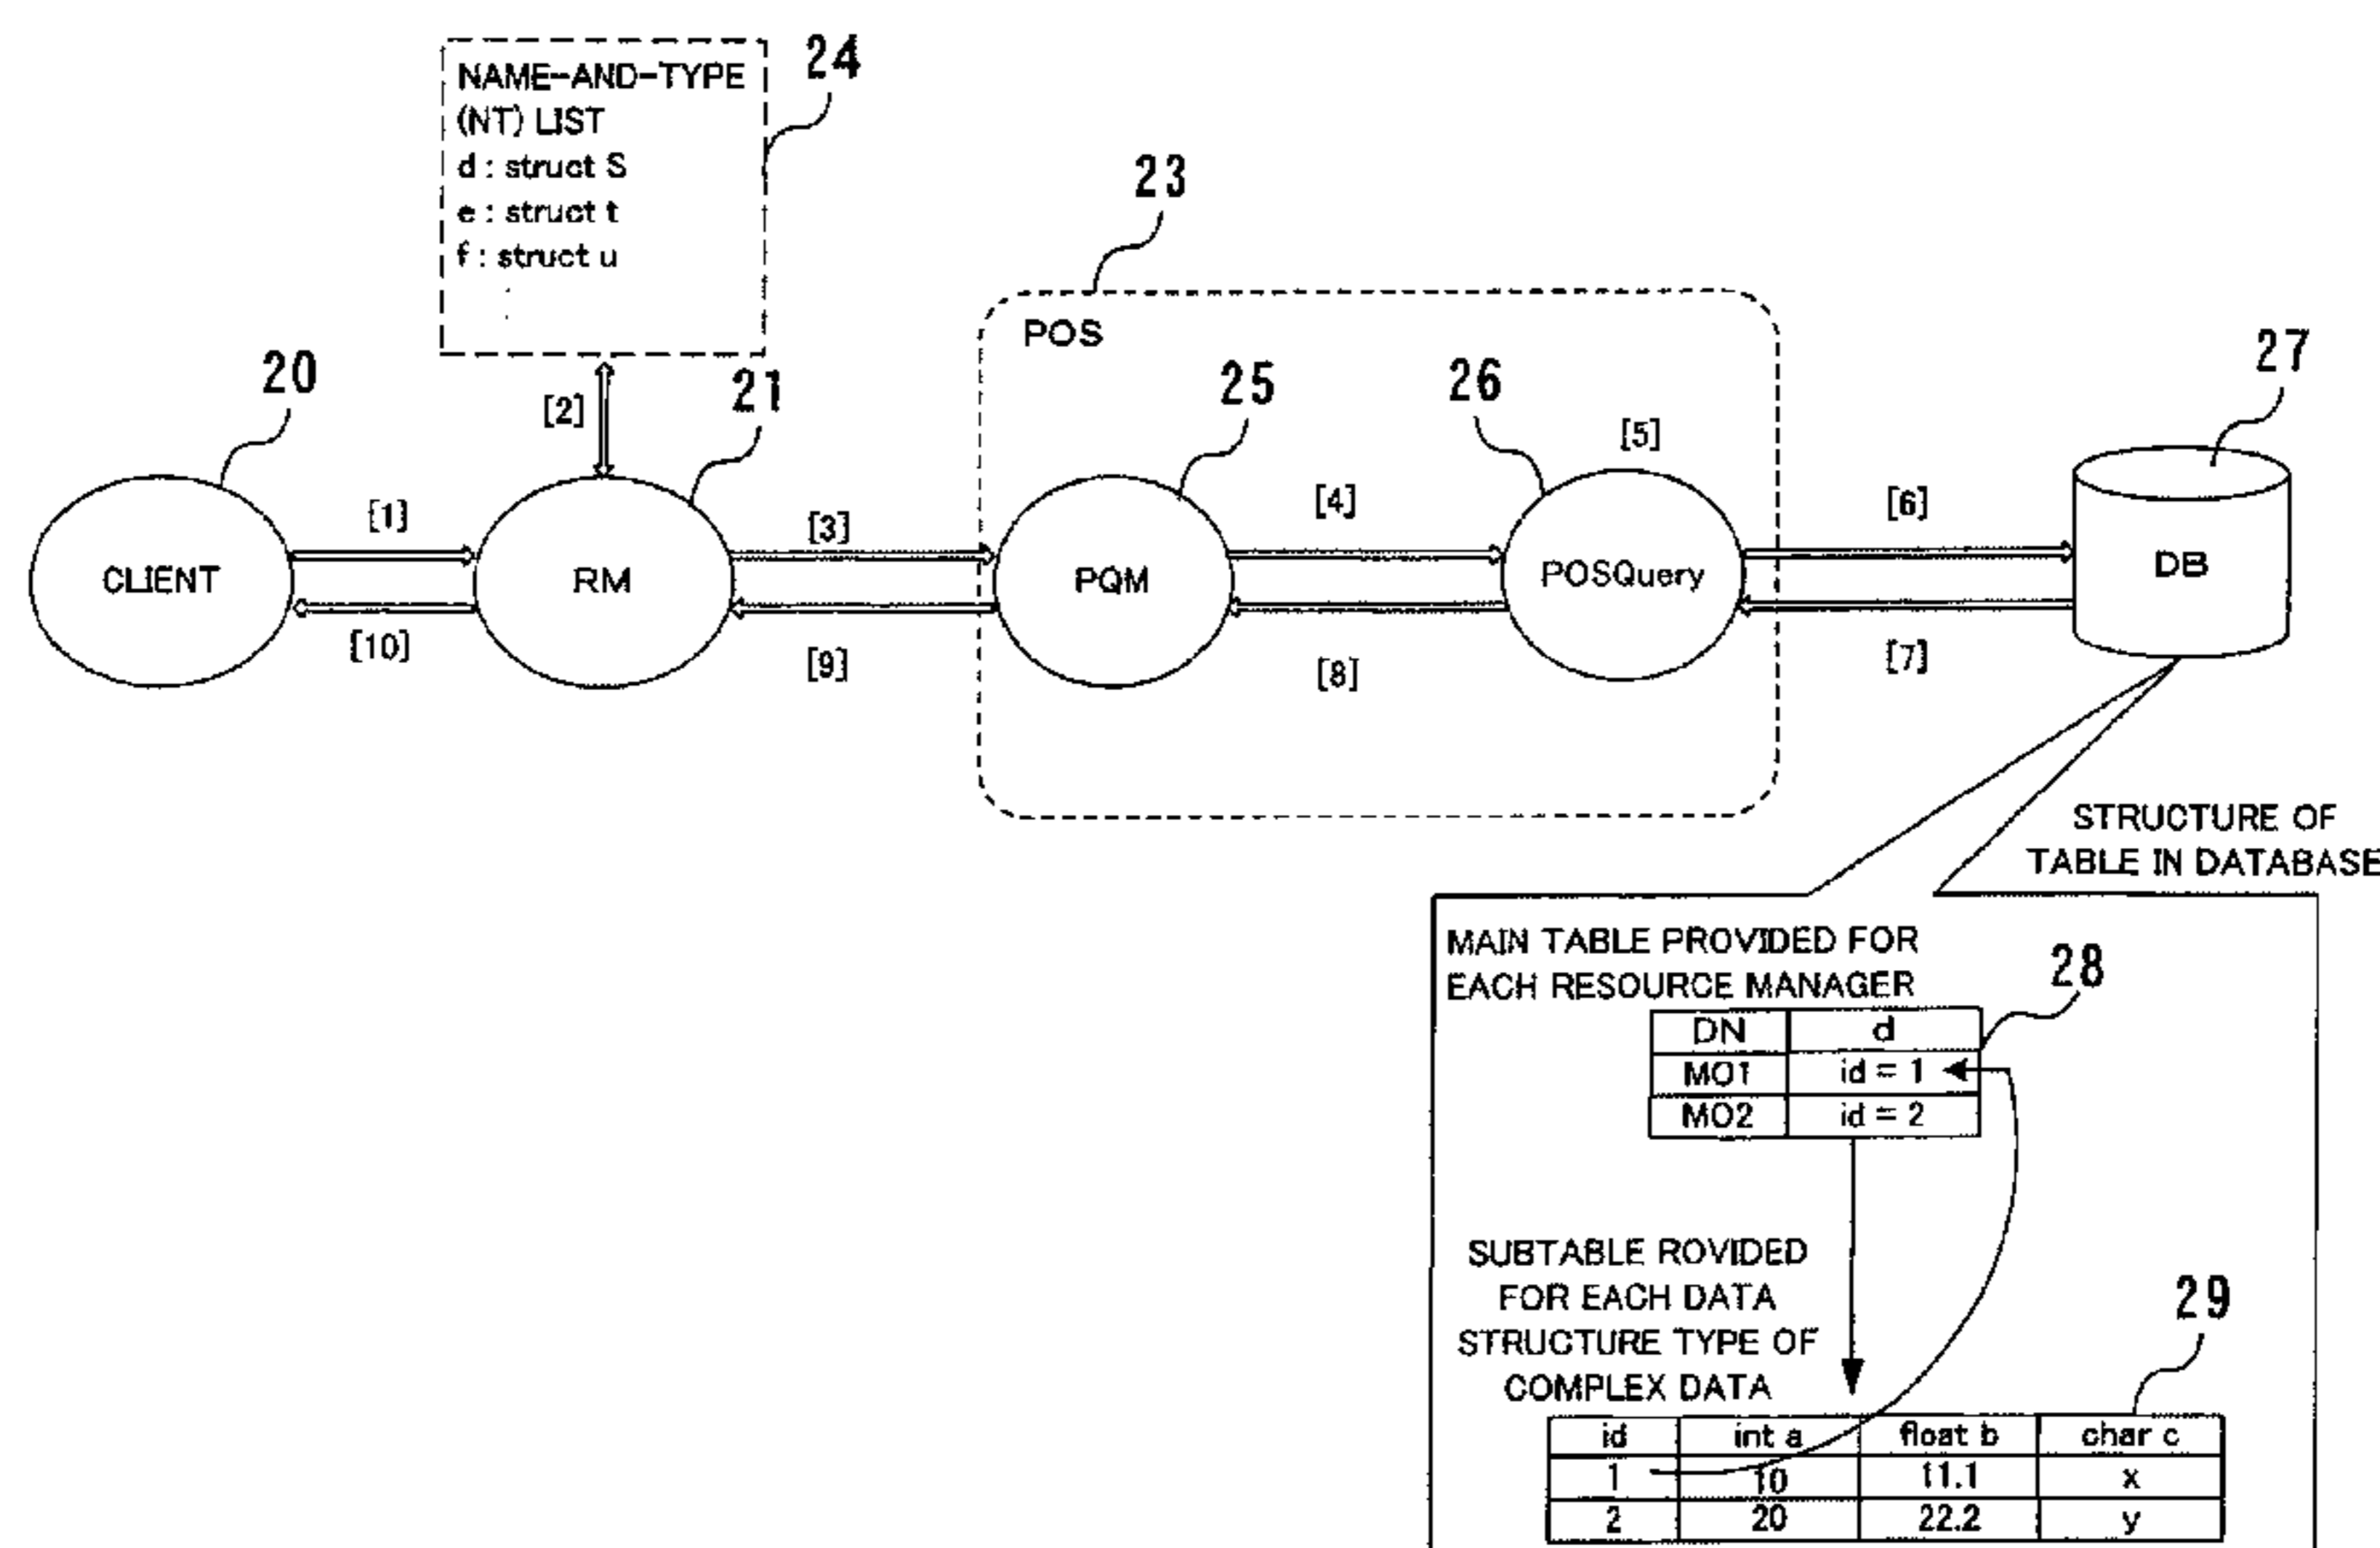 NAME-AND-TYPE
(NT) LIST
d : struct S
e : struct t
f : struct u
24
23
POS
20
[2]
21
25
26
[5]
27
CLIENT
[1]
[10]
RM
[3]
[9]
PQM
[4]
[8]
POSQuery
[6]
[7]
DB
STRUCTURE OF
TABLE IN DATABASE
MAIN TABLE PROVIDED FOR
EACH RESOURCE MANAGER
28
DN d
MO1 id = 1
MO2 id = 2
SUBTABLE ROVIDED
FOR EACH DATA
STRUCTURE TYPE OF
COMPLEX DATA
29
id int a float b char c
1 10 11.1 x
2 20 22.2 y